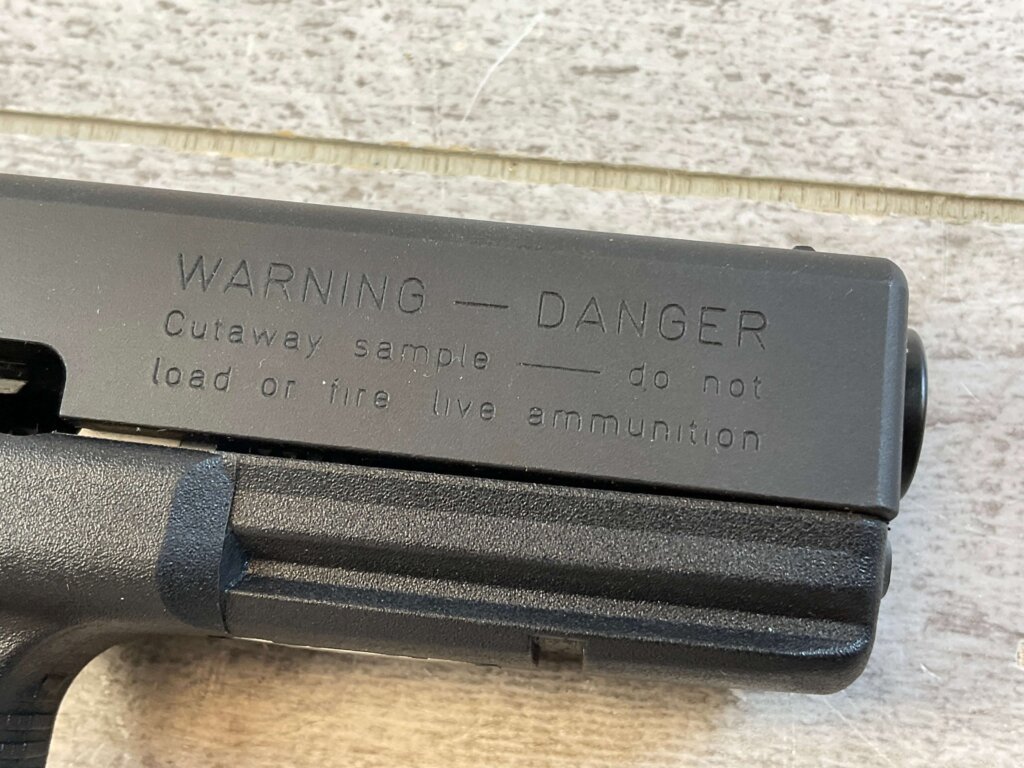 WARNING — DANGER
Cutaway sample — do not
load or fire live ammunition